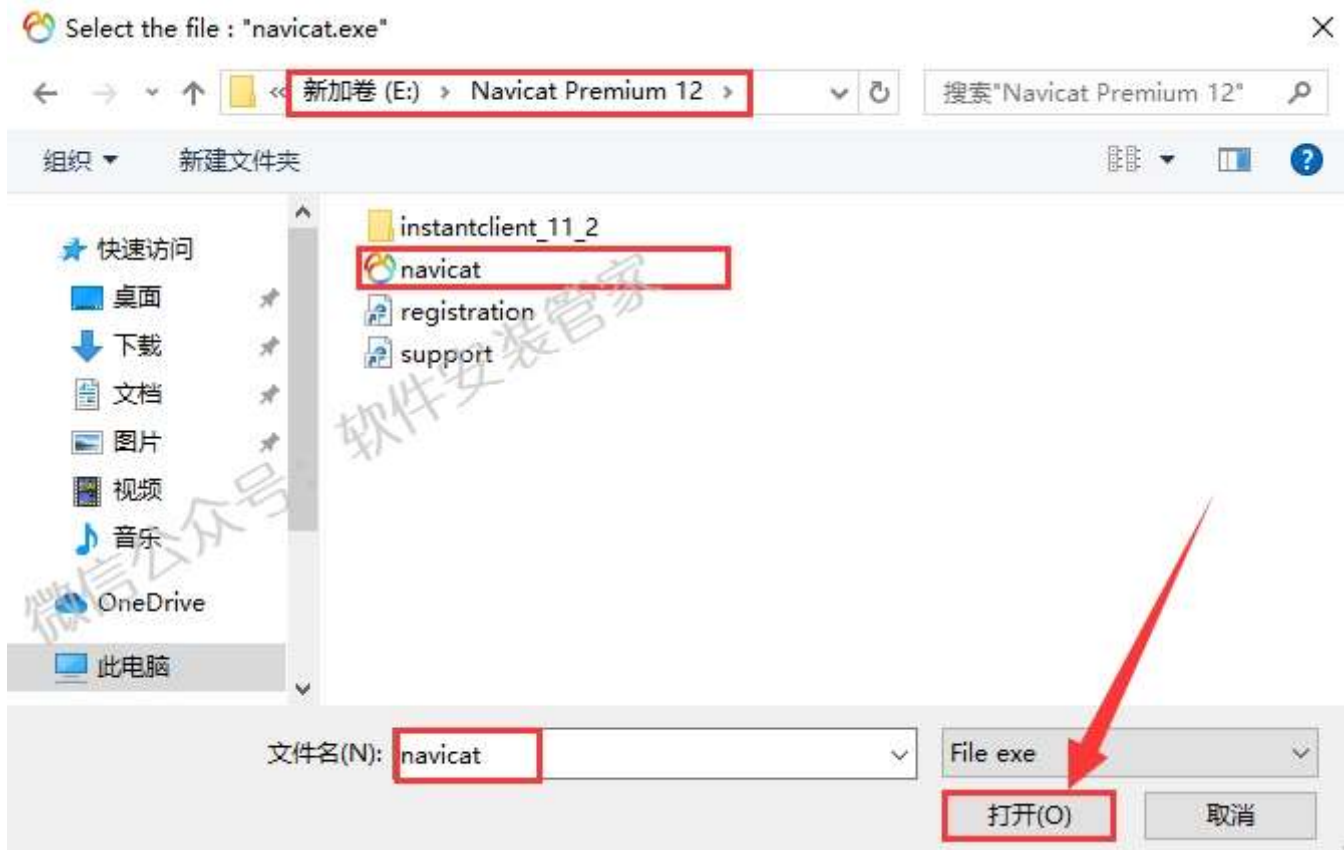 Select the file : "navicat.exe"
« 新加卷 (E:) › Navicat Premium 12 ›
搜索"Navicat Premium 12"
组织
新建文件夹
快速访问
桌面
下载
文档
图片
视频
音乐
OneDrive
此电脑
instantclient_11_2
navicat
registration
support
微信公众号：软件安装管家
文件名(N): navicat
File exe
打开(O)
取消